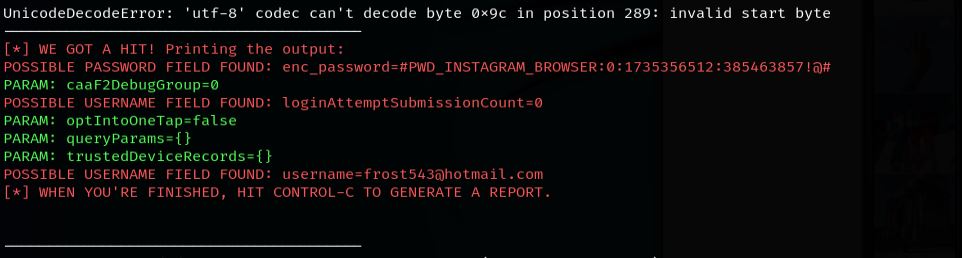 UnicodeDecodeError: 'utf-8' codec can't decode byte 0×9c in position 289: invalid start byte
[*] WE GOT A HIT! Printing the output:
POSSIBLE PASSWORD FIELD FOUND: enc_password=#PWD_INSTAGRAM_BROWSER:0:1735356512:385463857!@#
PARAM: caaF2DebugGroup=0
POSSIBLE USERNAME FIELD FOUND: loginAttemptSubmissionCount=0
PARAM: optIntoOneTap=false
PARAM: queryParams={}
PARAM: trustedDeviceRecords={}
POSSIBLE USERNAME FIELD FOUND: username=frost543@hotmail.com
[*] WHEN YOU'RE FINISHED, HIT CONTROL-C TO GENERATE A REPORT.